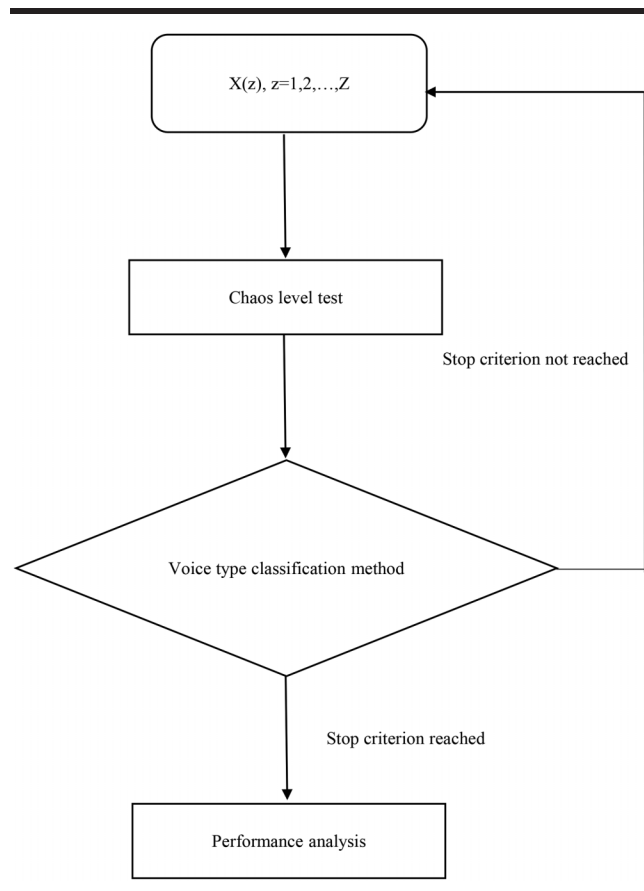 X(z), z=1,2,…,Z
Chaos level test
Stop criterion not reached
Voice type classification method
Stop criterion reached
Performance analysis